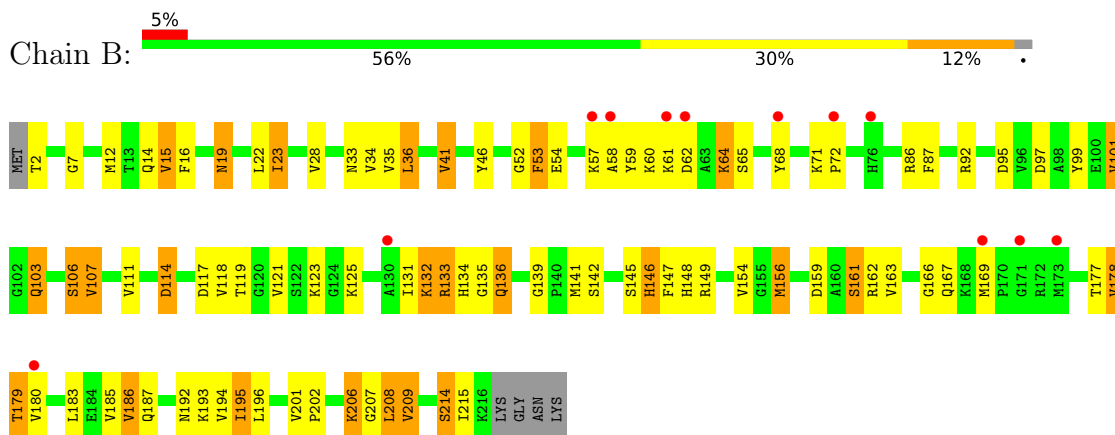 5%
Chain B:
56% 30% 12% •
MET T2 G7 M12 T13 Q14 V15 F16 N19 L22 I23 V28 N33 V34 V35 L36 V41 Y46 G52 F53 E54 K57 A58 Y59 K60 K61 D62 A63 K64 S65 Y68 K71 P72 H76 R86 F87 R92 D95 V96 D97 A98 Y99 E100 V101
G102 Q103 S106 V107 V111 D114 D117 V118 T119 G120 V121 S122 K123 G124 K125 A130 I131 K132 R133 H134 G135 Q136 G139 P140 M141 S142 S145 H146 F147 H148 R149 V154 G155 M156 D159 A160 S161 R162 V163 G166 Q167 K168 M169 P170 G171 R172 M173 T177 V178
T179 V180 L183 E184 V185 V186 Q187 N192 K193 V194 I195 L196 V201 P202 K206 G207 L208 V209 S214 I215 K216 LYS GLY ASN LYS